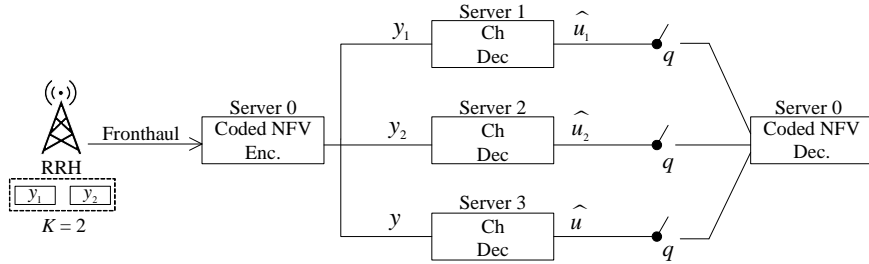 Server 1
y₁ Ch Dec û₁ q
Fronthaul
Server 0
Coded NFV Enc.
Server 2
y₂ Ch Dec û₂ q
Server 0
Coded NFV Dec.
RRH
y₁ y₂
K = 2
Server 3
y Ch Dec û q